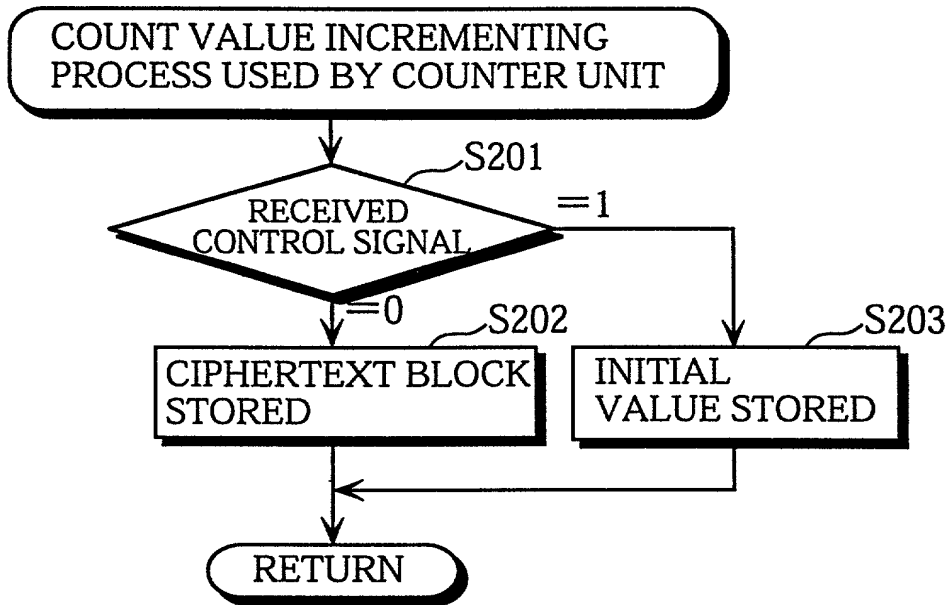 COUNT VALUE INCREMENTING
PROCESS USED BY COUNTER UNIT
S201
RECEIVED
CONTROL SIGNAL
=1
=0
S202
CIPHERTEXT BLOCK
STORED
S203
INITIAL
VALUE STORED
RETURN